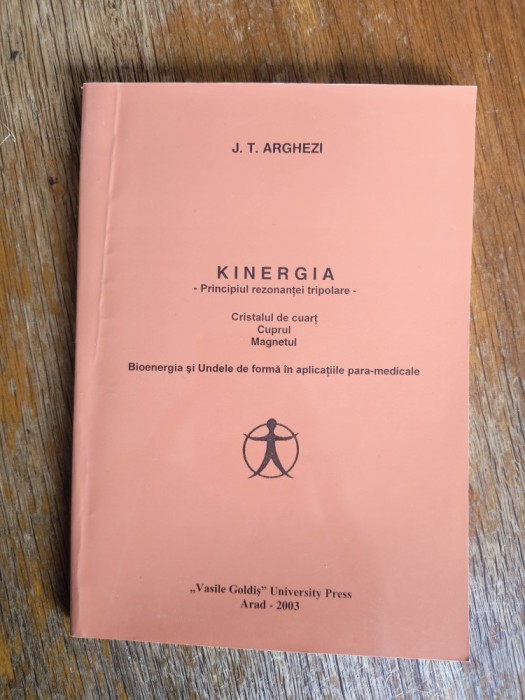 J. T. ARGHEZI
KINERGIA
- Principiul rezonanței tripolare -
Cristalul de cuarț
Cuprul
Magnetul
Bioenergia și Undele de formă în aplicațiile para-medicale
„Vasile Goldiș” University Press
Arad - 2003